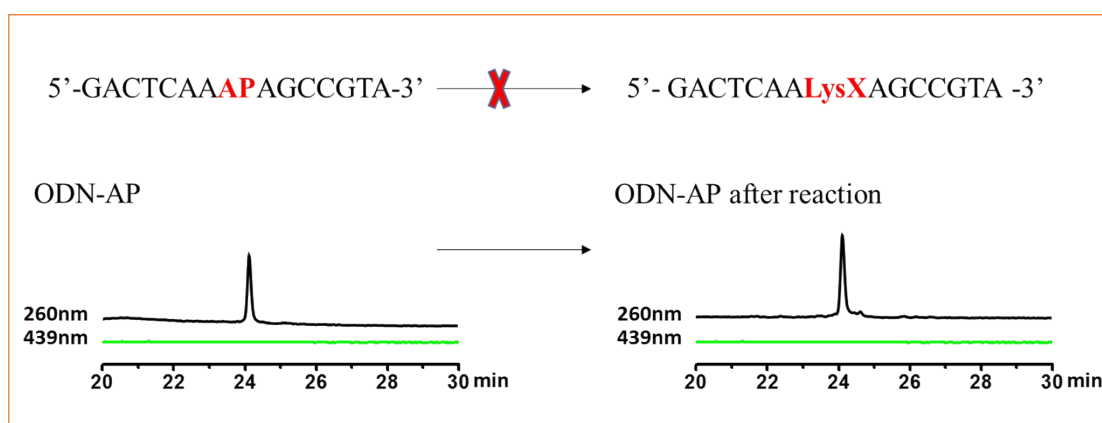 5'-GACTCAAAPAGCCGTA-3' 5'- GACTCAALysXAGCCGTA -3'
ODN-AP ODN-AP after reaction
260nm 260nm
439nm 439nm
20 22 24 26 28 30 min 20 22 24 26 28 30 min